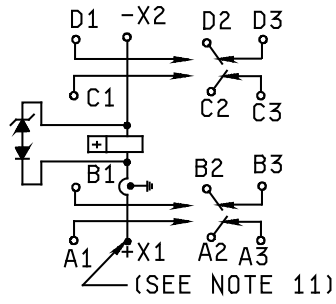 D1 -X2 D2 D3
C1 C2 C3
+
B1 B2 B3
A1 +X1 A2 A3
(SEE NOTE 11)